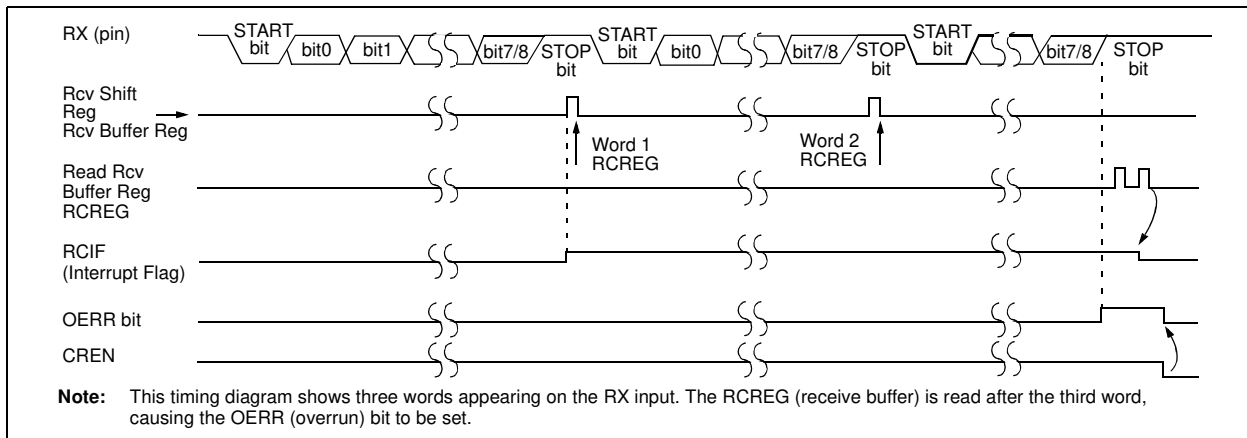 RX (pin)
START
bit
bit0
bit1
bit7/8
STOP
bit
START
bit
bit0
bit7/8
STOP
bit
START
bit
bit7/8
STOP
bit
Rcv Shift
Reg
Rcv Buffer Reg
Word 1
RCREG
Word 2
RCREG
Read Rcv
Buffer Reg
RCREG
RCIF
(Interrupt Flag)
OERR bit
CREN
Note: This timing diagram shows three words appearing on the RX input. The RCREG (receive buffer) is read after the third word,
causing the OERR (overrun) bit to be set.